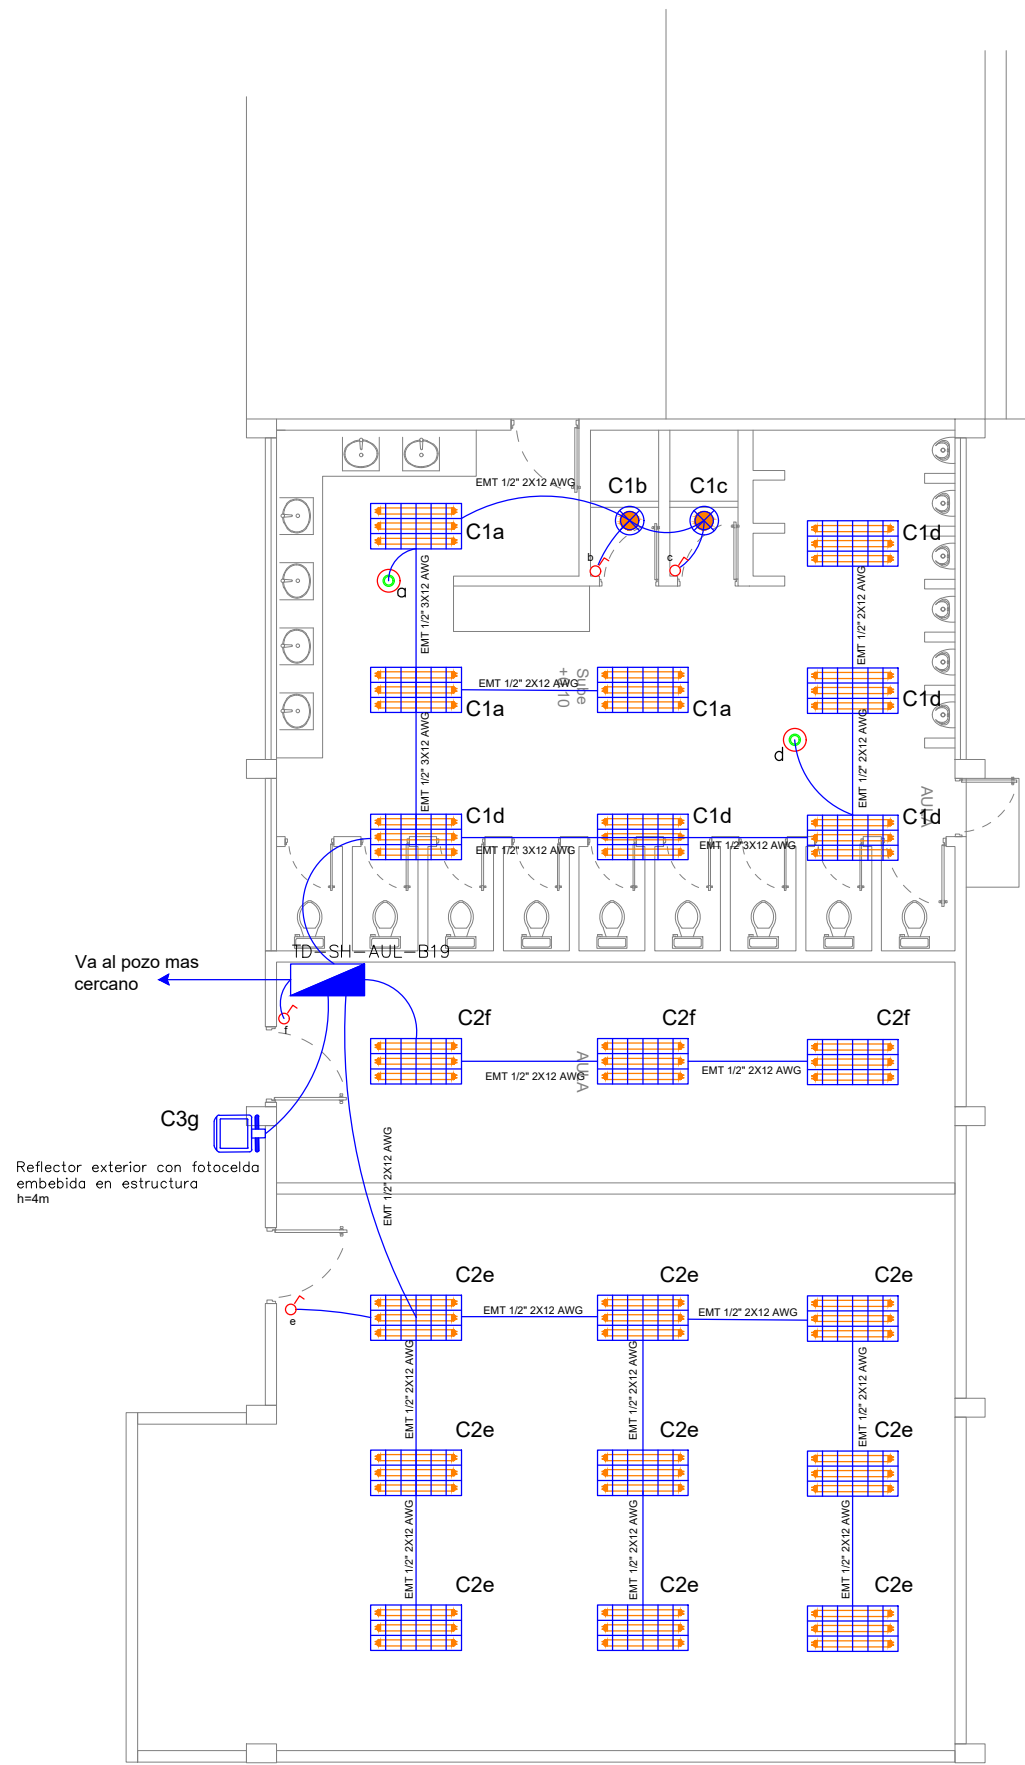 EMT 1/2" 2X12 AWG
C1b
C1c
C1a
C1d
b
c
a
EMT 1/2" 3X12 AWG
EMT 1/2" 2X12 AWG
Sube
EMT 1/2" 2X12 AWG
C1a
C1a
C1d
d
EMT 1/2" 3X12 AWG
EMT 1/2" 2X12 AWG
AULA
C1d
C1d
C1d
EMT 1/2" 3X12 AWG
EMT 1/2" 3X12 AWG
TD-SH-AUL-B19
Va al pozo mas
cercano
f
C2f
C2f
C2f
AULA
EMT 1/2" 2X12 AWG
EMT 1/2" 2X12 AWG
C3g
EMT 1/2" 2X12 AWG
Reflector exterior con fotocelda
embebida en estructura
h=4m
C2e
C2e
C2e
e
EMT 1/2" 2X12 AWG
EMT 1/2" 2X12 AWG
EMT 1/2" 2X12 AWG
EMT 1/2" 2X12 AWG
EMT 1/2" 2X12 AWG
C2e
C2e
C2e
EMT 1/2" 2X12 AWG
EMT 1/2" 2X12 AWG
EMT 1/2" 2X12 AWG
C2e
C2e
C2e